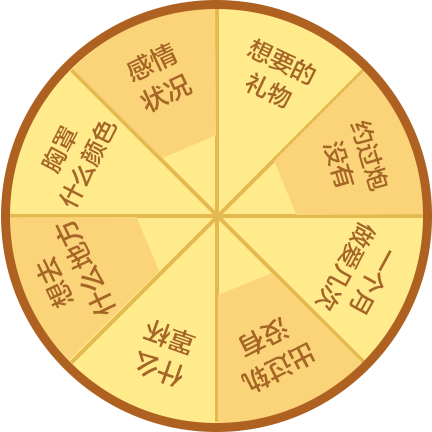 想要的
礼物
约过炮
没有
一个月
做爱几次
出过轨
没有
什么
罩杯
想去
什么地方
胸罩
什么颜色
感情
状况